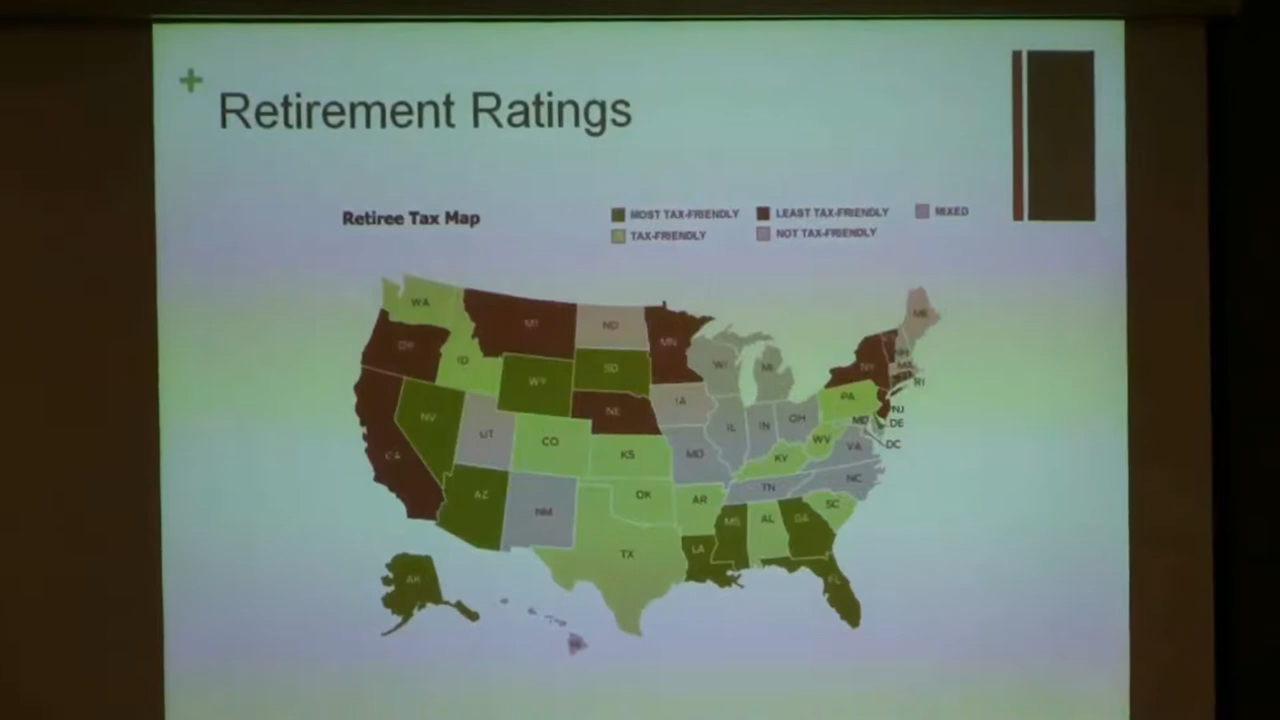 +
Retirement Ratings
Retiree Tax Map
MOST TAX-FRIENDLY
LEAST TAX-FRIENDLY
MIXED
TAX-FRIENDLY
NOT TAX-FRIENDLY
WA
MT
ND
MN
ME
OR
ID
SD
WI
MI
NY
NH
MA
RI
WY
NE
IA
PA
NJ
NV
UT
CO
IL
IN
OH
MD
DE
CA
KS
MO
KY
WV
VA
DC
AZ
NM
OK
AR
TN
NC
TX
MS
AL
GA
SC
LA
AK
FL